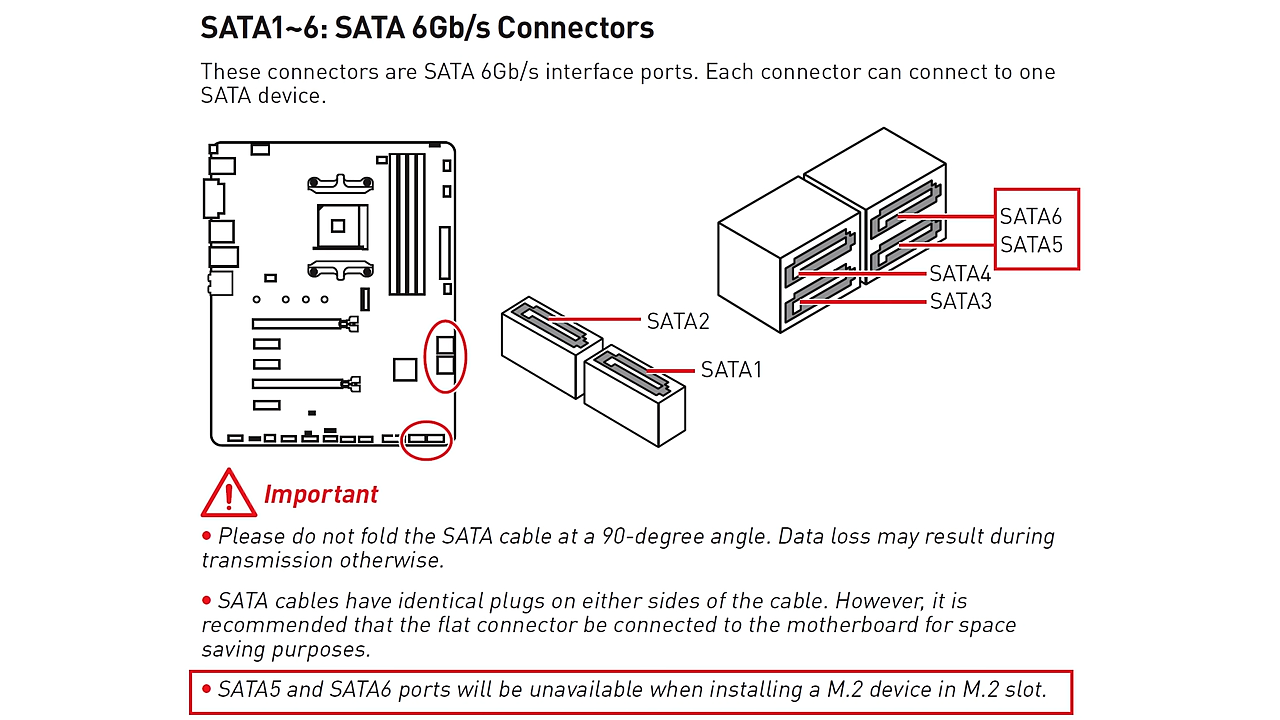 SATA1~6: SATA 6Gb/s Connectors
These connectors are SATA 6Gb/s interface ports. Each connector can connect to one
SATA device.
SATA6
SATA5
SATA4
SATA3
SATA2
SATA1
Important
• Please do not fold the SATA cable at a 90-degree angle. Data loss may result during
transmission otherwise.
• SATA cables have identical plugs on either sides of the cable. However, it is
recommended that the flat connector be connected to the motherboard for space
saving purposes.
• SATA5 and SATA6 ports will be unavailable when installing a M.2 device in M.2 slot.